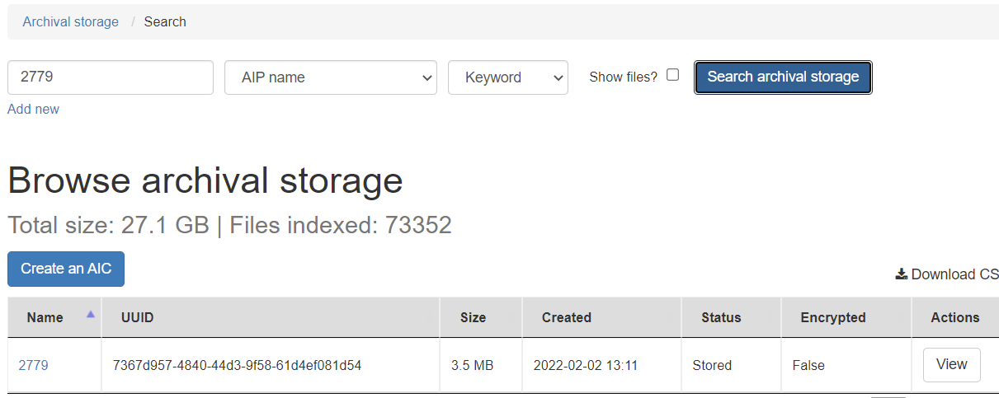 Archival storage / Search
2779 AIP name Keyword Show files? Search archival storage
Add new
Browse archival storage
Total size: 27.1 GB | Files indexed: 73352
Create an AIC
Download CS
Name UUID Size Created Status Encrypted Actions
2779 7367d957-4840-44d3-9f58-61d4ef081d54 3.5 MB 2022-02-02 13:11 Stored False View